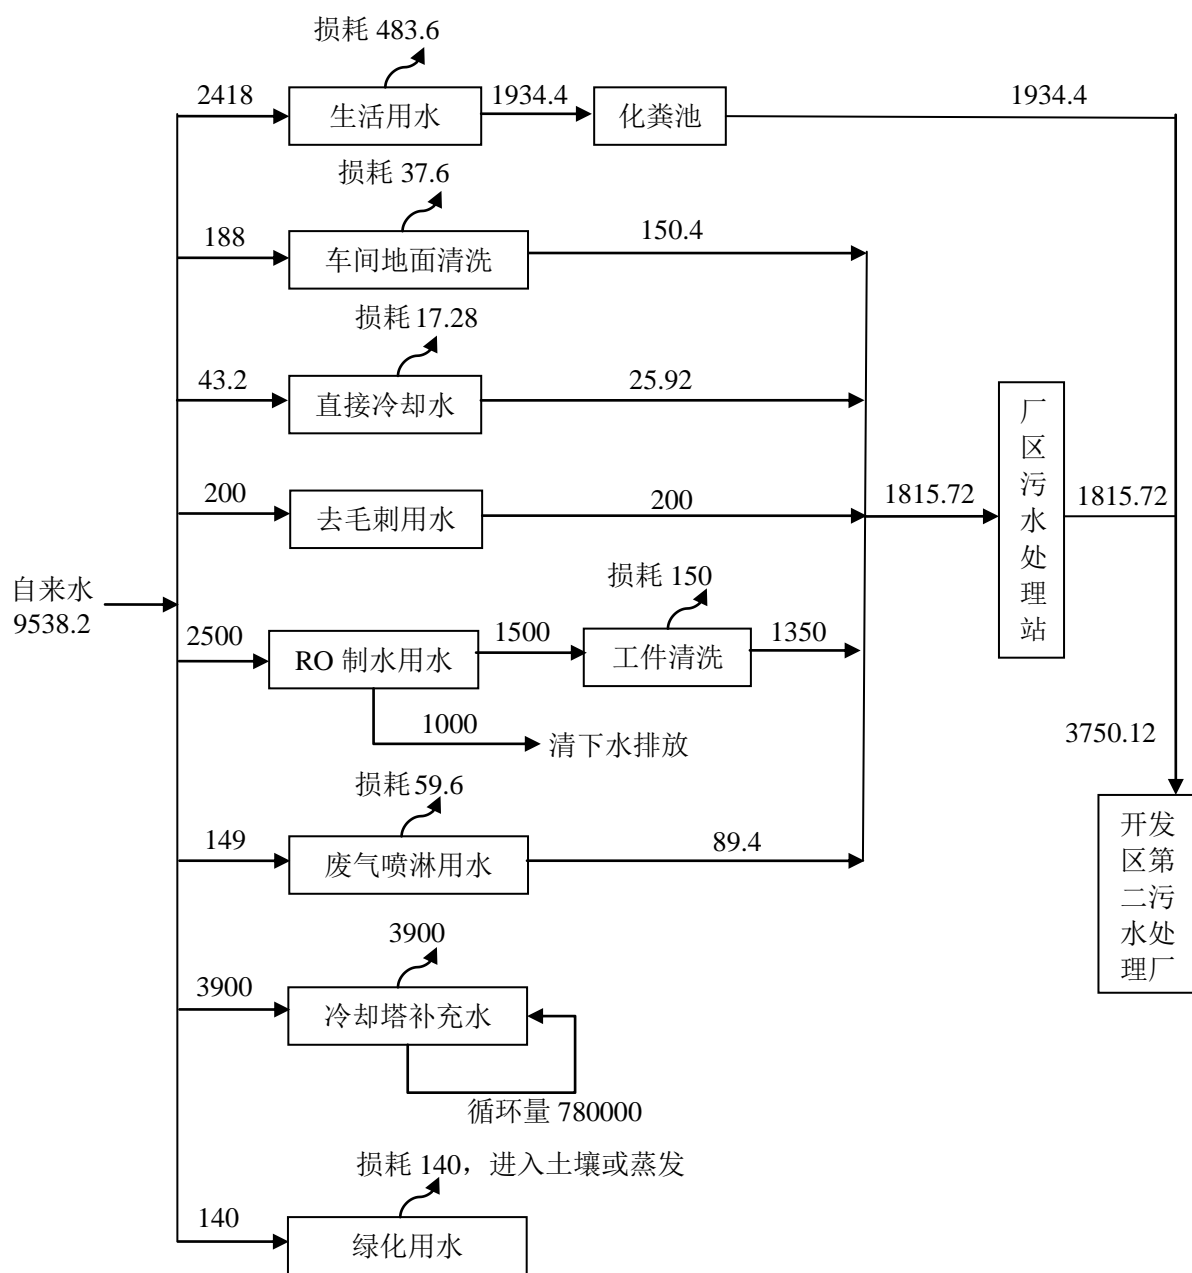 损耗 483.6
2418
生活用水
1934.4
化粪池
1934.4
损耗 37.6
188
车间地面清洗
150.4
损耗 17.28
43.2
直接冷却水
25.92
200
去毛刺用水
200
1815.72
厂区污水处理站
1815.72
自来水
9538.2
2500
RO 制水用水
1500
损耗 150
工件清洗
1350
1000
清下水排放
3750.12
损耗 59.6
149
废气喷淋用水
89.4
开发
区第
二污
水处
理厂
3900
3900
冷却塔补充水
循环量 780000
损耗 140，进入土壤或蒸发
140
绿化用水